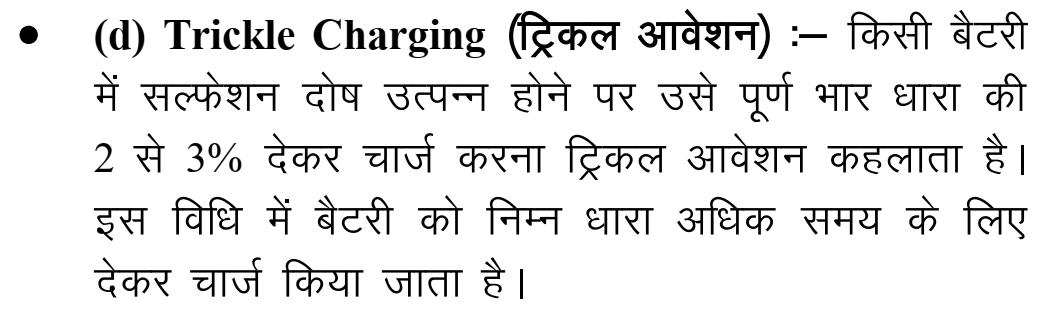 • (d) Trickle Charging (ट्रिकल आवेशन) :– किसी बैटरी
में सल्फेशन दोष उत्पन्न होने पर उसे पूर्ण भार धारा की
2 से 3% देकर चार्ज करना ट्रिकल आवेशन कहलाता है।
इस विधि में बैटरी को निम्न धारा अधिक समय के लिए
देकर चार्ज किया जाता है।